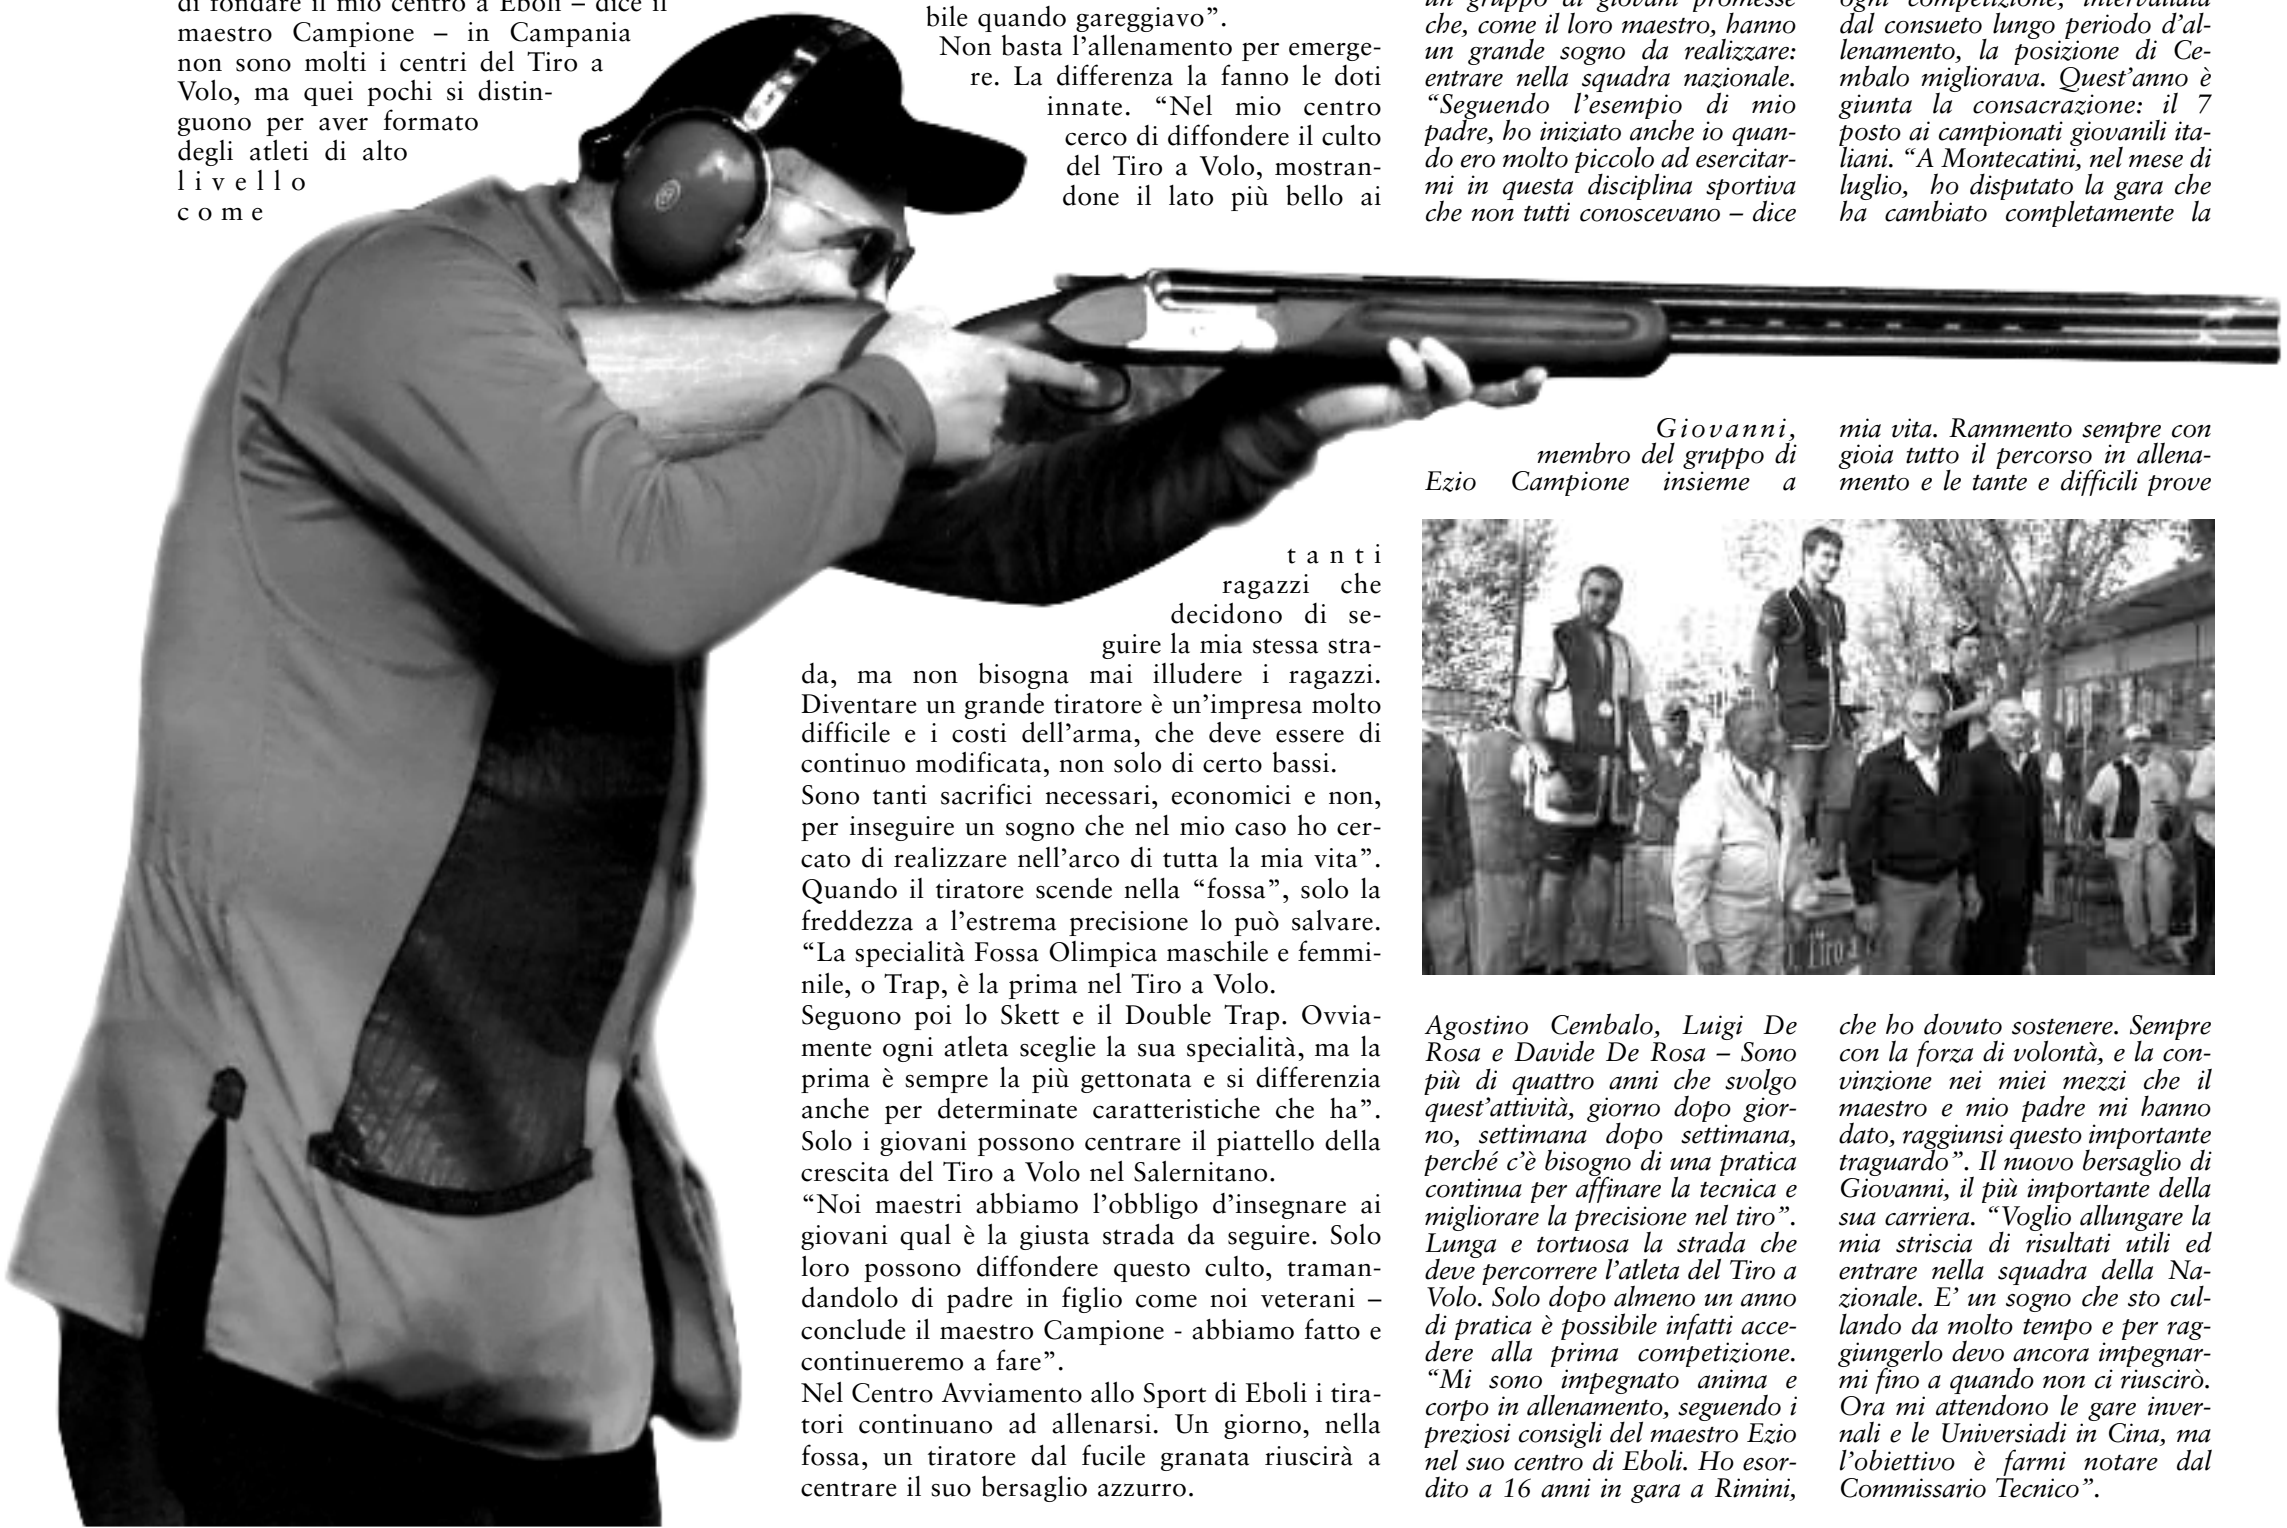 di fondare il mio centro a Eboli – dice il
maestro Campione – in Campania
non sono molti i centri del Tiro a
Volo, ma quei pochi si distin-
guono per aver formato
degli atleti di alto
livello
come
bile quando gareggiavo”.
Non basta l’allenamento per emerge-
re. La differenza la fanno le doti
innate. “Nel mio centro
cerco di diffondere il culto
del Tiro a Volo, mostran-
done il lato più bello ai
tanti
ragazzi che
decidono di se-
guire la mia stessa stra-
da, ma non bisogna mai illudere i ragazzi.
Diventare un grande tiratore è un’impresa molto
difficile e i costi dell’arma, che deve essere di
continuo modificata, non solo di certo bassi.
Sono tanti sacrifici necessari, economici e non,
per inseguire un sogno che nel mio caso ho cer-
cato di realizzare nell’arco di tutta la mia vita”.
Quando il tiratore scende nella “fossa”, solo la
freddezza a l’estrema precisione lo può salvare.
“La specialità Fossa Olimpica maschile e femmi-
nile, o Trap, è la prima nel Tiro a Volo.
Seguono poi lo Skett e il Double Trap. Ovvia-
mente ogni atleta sceglie la sua specialità, ma la
prima è sempre la più gettonata e si differenzia
anche per determinate caratteristiche che ha”.
Solo i giovani possono centrare il piattello della
crescita del Tiro a Volo nel Salernitano.
“Noi maestri abbiamo l’obbligo d’insegnare ai
giovani qual è la giusta strada da seguire. Solo
loro possono diffondere questo culto, traman-
dandolo di padre in figlio come noi veterani –
conclude il maestro Campione - abbiamo fatto e
continueremo a fare”.
Nel Centro Avviamento allo Sport di Eboli i tira-
tori continuano ad allenarsi. Un giorno, nella
fossa, un tiratore dal fucile granata riuscirà a
centrare il suo bersaglio azzurro.
un gruppo di giovani promesse
che, come il loro maestro, hanno
un grande sogno da realizzare:
entrare nella squadra nazionale.
“Seguendo l’esempio di mio
padre, ho iniziato anche io quan-
do ero molto piccolo ad esercitar-
mi in questa disciplina sportiva
che non tutti conoscevano – dice
Giovanni,
membro del gruppo di
Ezio Campione insieme a
Agostino Cembalo, Luigi De
Rosa e Davide De Rosa – Sono
più di quattro anni che svolgo
quest’attività, giorno dopo gior-
no, settimana dopo settimana,
perché c’è bisogno di una pratica
continua per affinare la tecnica e
migliorare la precisione nel tiro”.
Lunga e tortuosa la strada che
deve percorrere l’atleta del Tiro a
Volo. Solo dopo almeno un anno
di pratica è possibile infatti acce-
dere alla prima competizione.
“Mi sono impegnato anima e
corpo in allenamento, seguendo i
preziosi consigli del maestro Ezio
nel suo centro di Eboli. Ho esor-
dito a 16 anni in gara a Rimini,
ogni competizione, intervallata
dal consueto lungo periodo d’al-
lenamento, la posizione di Ce-
mbalo migliorava. Quest’anno è
giunta la consacrazione: il 7
posto ai campionati giovanili ita-
liani. “A Montecatini, nel mese di
luglio, ho disputato la gara che
ha cambiato completamente la
mia vita. Rammento sempre con
gioia tutto il percorso in allena-
mento e le tante e difficili prove
che ho dovuto sostenere. Sempre
con la forza di volontà, e la con-
vinzione nei miei mezzi che il
maestro e mio padre mi hanno
dato, raggiunsi questo importante
traguardo”. Il nuovo bersaglio di
Giovanni, il più importante della
sua carriera. “Voglio allungare la
mia striscia di risultati utili ed
entrare nella squadra della Na-
zionale. E’ un sogno che sto cul-
lando da molto tempo e per rag-
giungerlo devo ancora impegnar-
mi fino a quando non ci riuscirò.
Ora mi attendono le gare inver-
nali e le Universiadi in Cina, ma
l’obiettivo è farmi notare dal
Commissario Tecnico”.
Tiro a